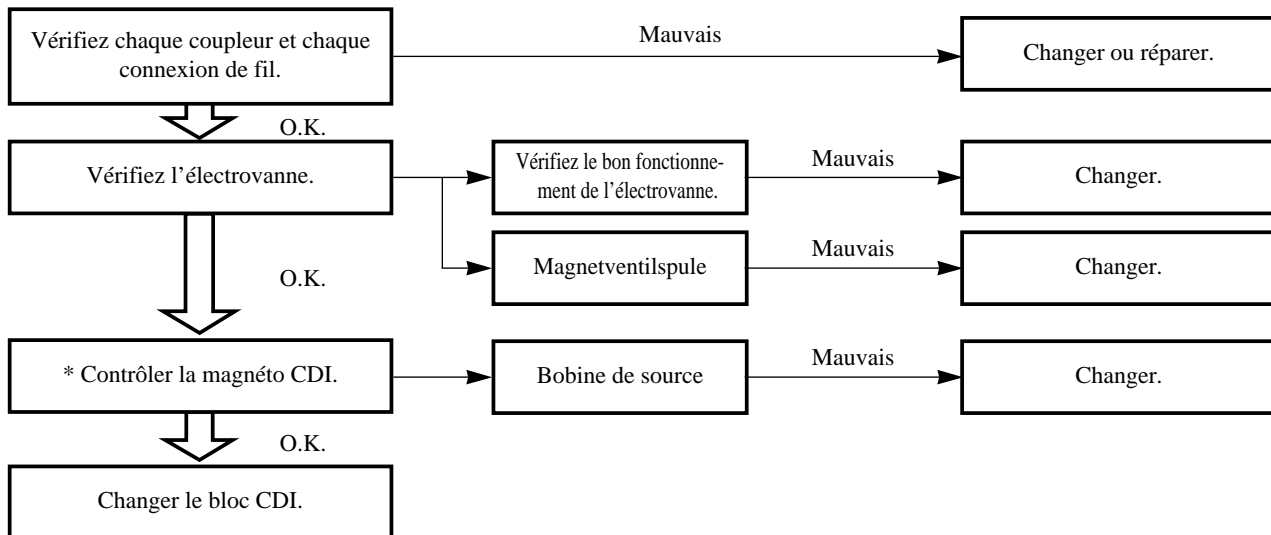 Vérifiez chaque coupleur et chaque
connexion de fil.
Mauvais
Changer ou réparer.
O.K.
Vérifiez l'électrovanne.
Vérifiez le bon fonctionne-
ment de l'électrovanne.
Mauvais
Changer.
Magnetventilspule
Mauvais
Changer.
O.K.
* Contrôler la magnéto CDI.
Bobine de source
Mauvais
Changer.
O.K.
Changer le bloc CDI.